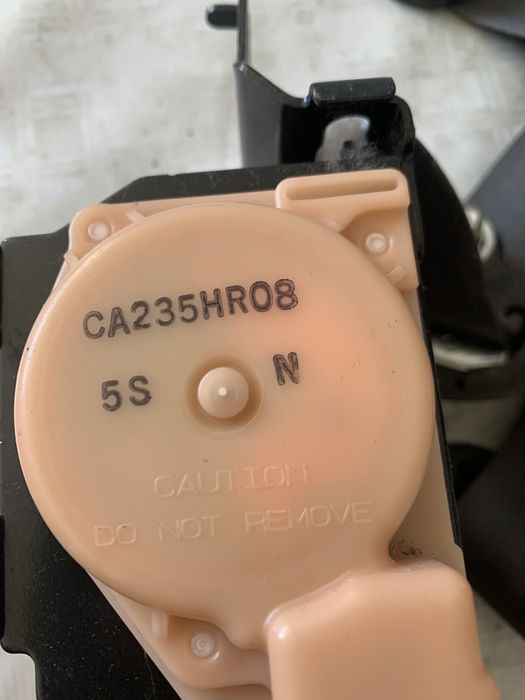 CA235HR08
5S N
CAUTION
DO NOT REMOVE